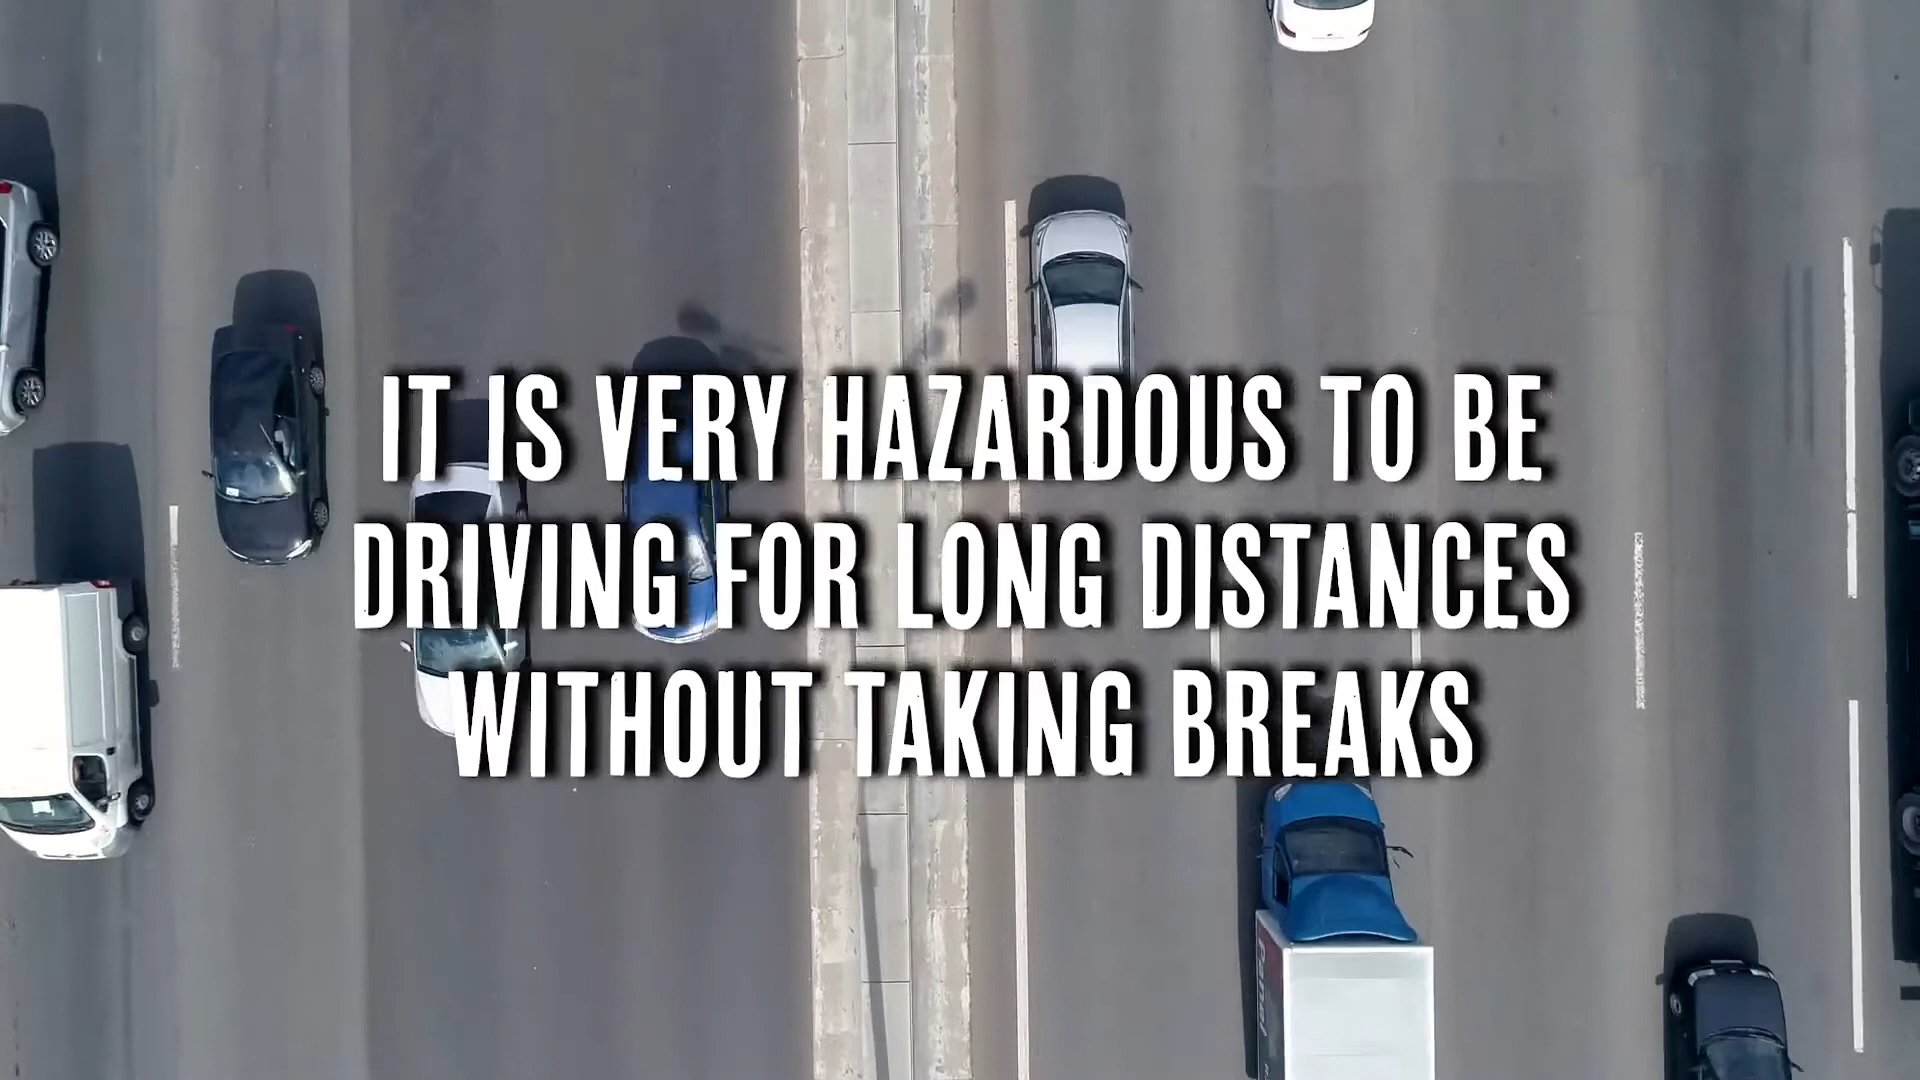 IT IS VERY HAZARDOUS TO BE
DRIVING FOR LONG DISTANCES
WITHOUT TAKING BREAKS